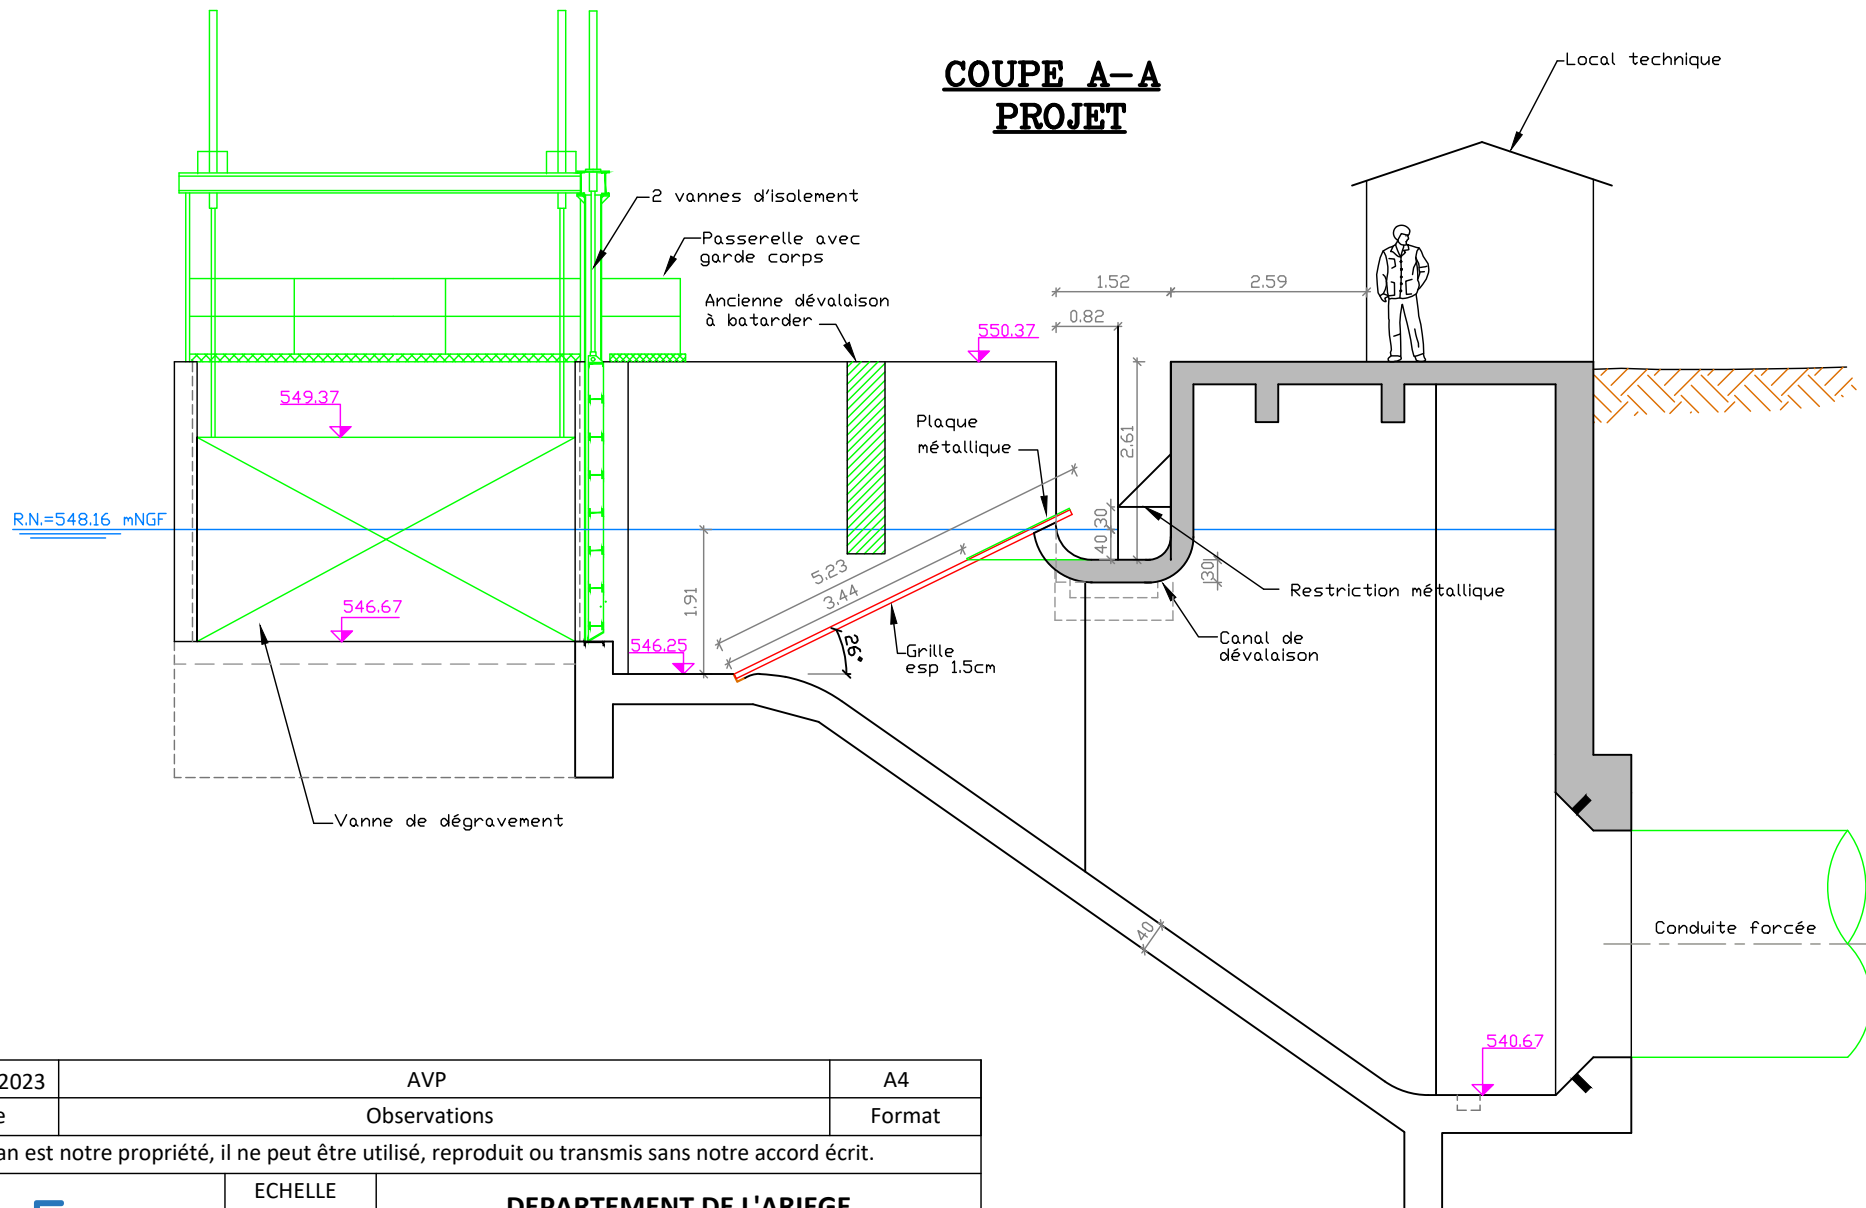 COUPE A-A
PROJET
Local technique
2 vannes d'isolement
Passerelle avec
garde corps
Ancienne dévalaison
à batarder
1.52
2.59
0.82
550.37
549.37
Plaque
métallique
2.61
R.N.=548.16 mNGF
30
40
30
5.23
3.44
1.91
Restriction métallique
546.67
546.25
26°
Grille
esp 1.5cm
Canal de
dévalaison
Vanne de dégravement
40
Conduite forcée
540.67
2023
AVP
A4
e
Observations
Format
an est notre propriété, il ne peut être utilisé, reproduit ou transmis sans notre accord écrit.
ECHELLE
DEPARTEMENT DE L'ARIEGE